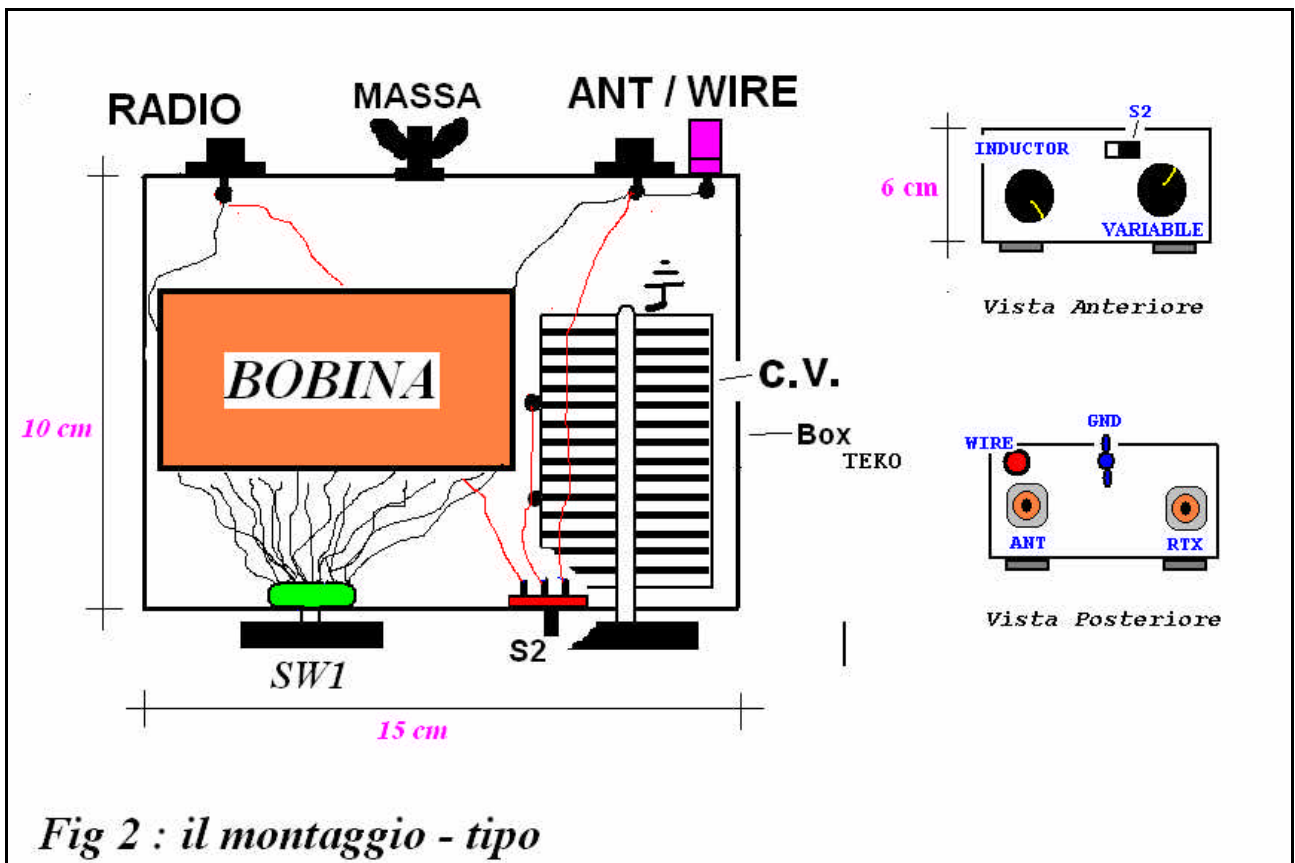 RADIO
MASSA
ANT / WIRE
BOBINA
10 cm
C.V.
Box
TEKO
SW1
S2
15 cm
S2
INDUCTOR
6 cm
VARIABILE
Vista Anteriore
GND
WIRE
ANT
RTX
Vista Posteriore
Fig 2 : il montaggio - tipo